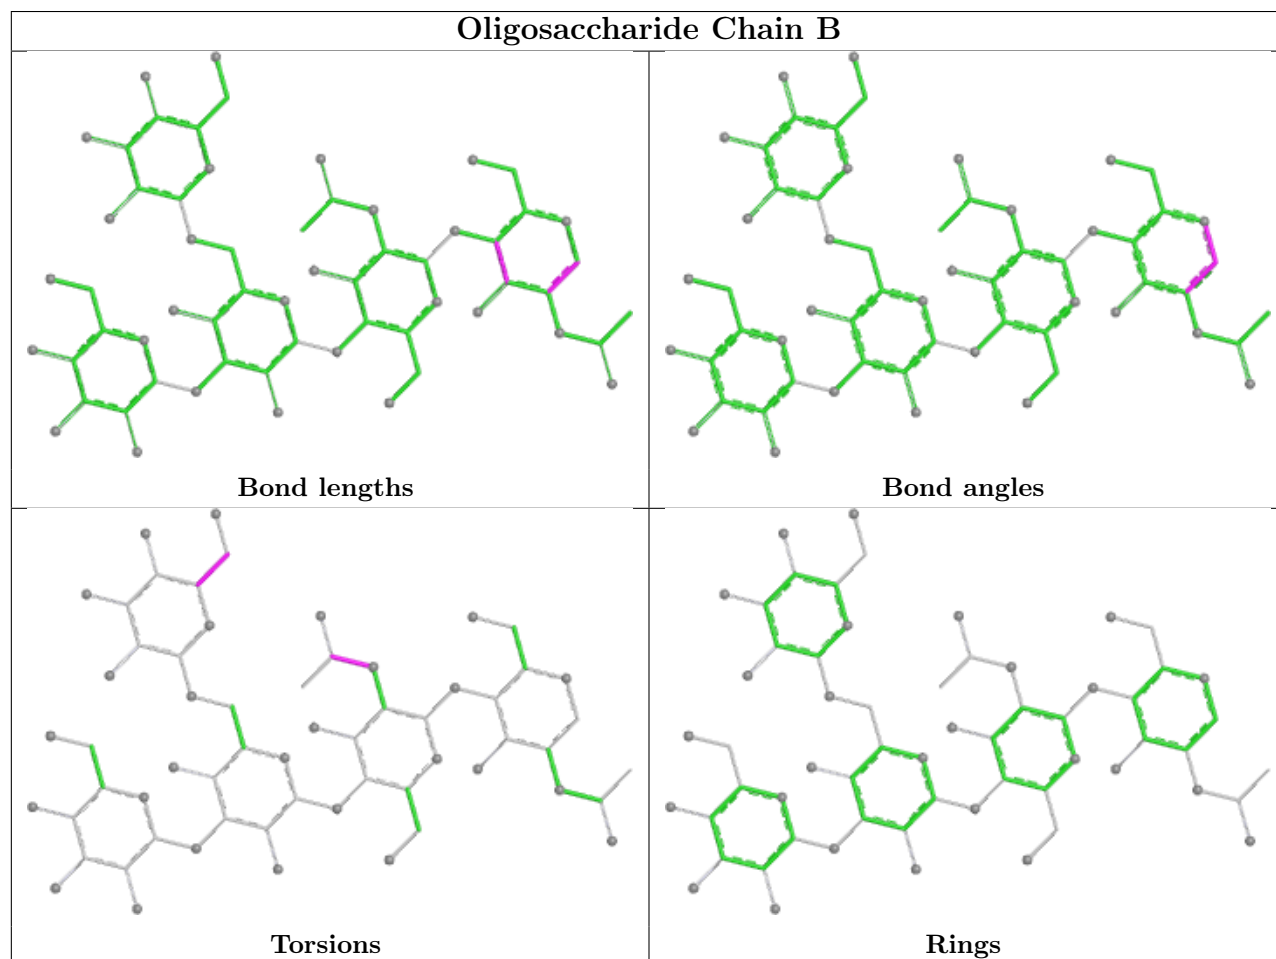 Oligosaccharide Chain B
Bond lengths
Bond angles
Torsions
Rings